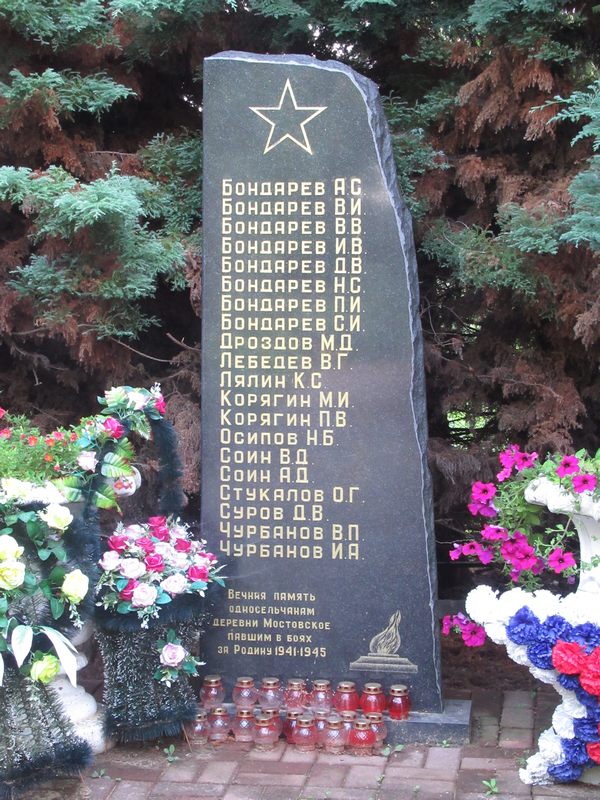 Бондарев А.С.
Бондарев В.И.
Бондарев В.В.
Бондарев И.В.
Бондарев Д.В.
Бондарев Н.С.
Бондарев П.И.
Бондарев С.И.
Дроздов М.Д.
Лебедев В.Г.
Лялин К.С.
Корягин М.И.
Корягин П.В.
Осипов Н.Б.
Соин В.Д.
Соин А.Д.
Стукалов О.Г.
Суров Д.В.
Чурбанов В.П.
Чурбанов И.А.
Вечная память
односельчанам
деревни Мостовское
павшим в боях
за Родину 1941-1945